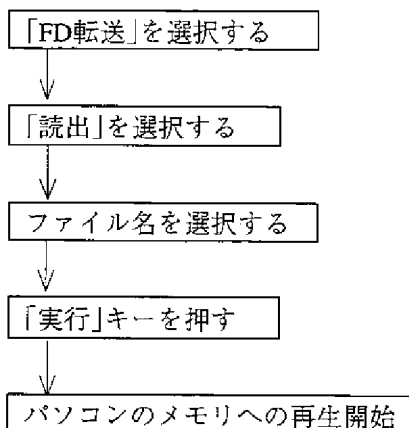 「FD転送」を選択する
「読出」を選択する
ファイル名を選択する
「実行」キーを押す
パソコンのメモリへの再生開始